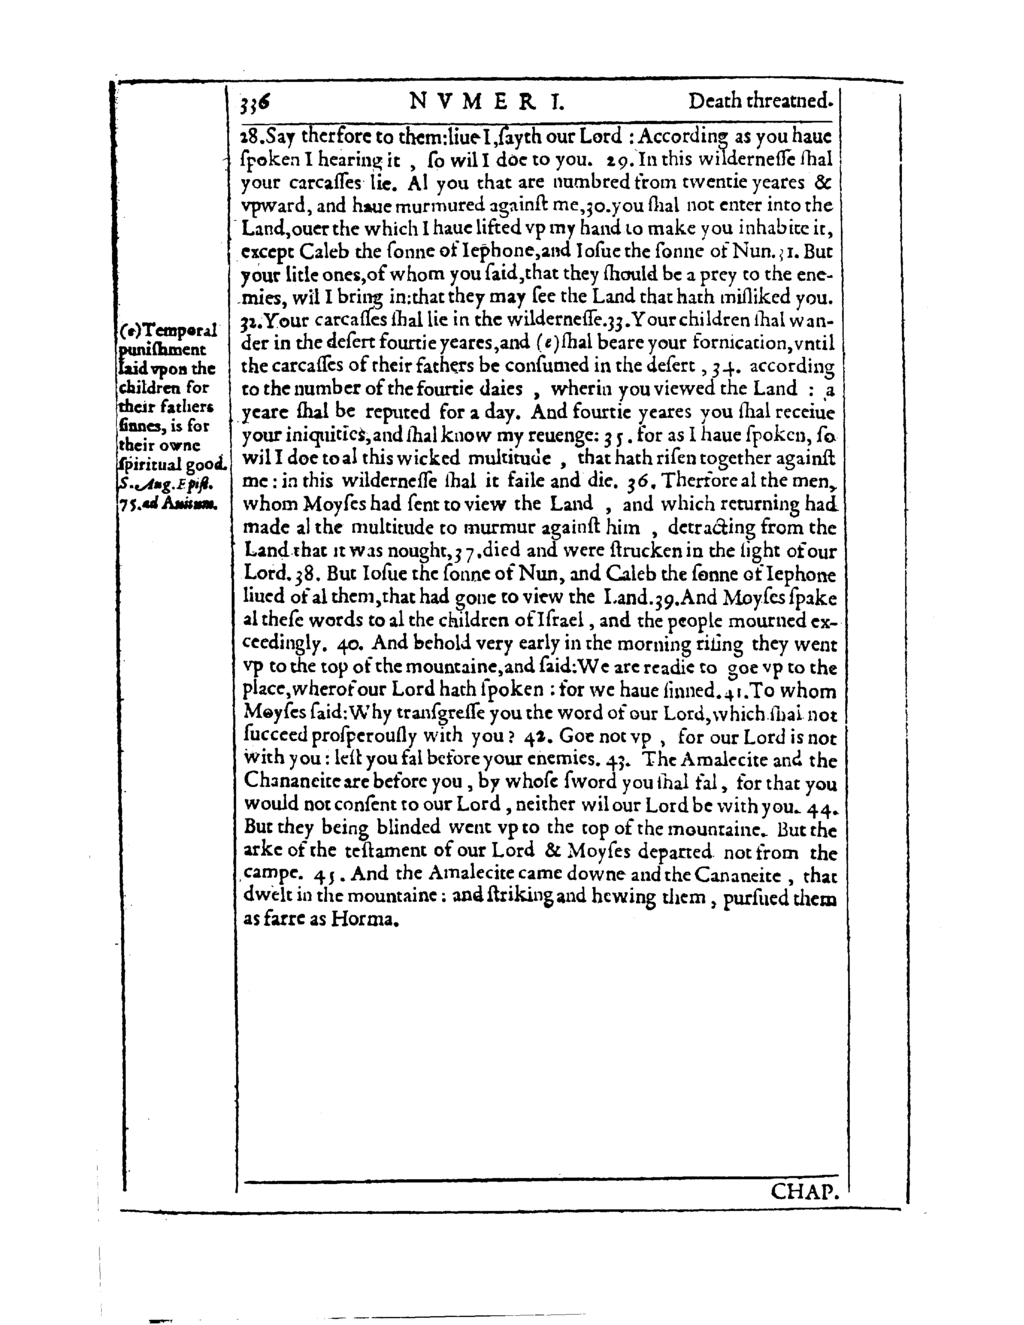 336 NVMERI. Death threatned.
28.Say therfore to them:liue I,ſayth our Lord : According as you haue
ſpoken I hearing it , ſo wil I doe to you. 29.In this wilderneſſe ſhal
your carcaſſes lie. Al you that are numbred from twentie yeares &
vpward, and haue murmured againſt me,30.you ſhal not enter into the
Land,ouer the which I haue lifted vp my hand to make you inhabite it,
except Caleb the ſonne of Iephone,and Ioſue the ſonne of Nun.31. But
your litle ones,of whom you ſaid,that they ſhould be a prey to the ene-
mies, wil I bring in:that they may ſee the Land that hath miſliked you.
32.Your carcaſſes ſhal lie in the wilderneſſe.33.Your children ſhal wan-
der in the deſert fourtie yeares,and (e)ſhal beare your fornication,vntil
the carcaſſes of their fathers be conſumed in the deſert , 34. according
to the number of the fourtie daies , wherin you viewed the Land : a
yeare ſhal be reputed for a day. And fourtie yeares you ſhal receiue
your iniquities,and ſhal know my reuenge: 35. for as I haue ſpoken, ſo
wil I doe to al this wicked multitude , that hath riſen together againſt
me : in this wilderneſſe ſhal it faile and die. 36. Therfore al the men,
whom Moyſes had ſent to view the Land , and which returning had
made al the multitude to murmur againſt him , detracting from the
Land that it was nought,37.died and were ſtrucken in the ſight of our
Lord.38. But Ioſue the ſonne of Nun, and Caleb the ſonne of Iephone
liued of al them,that had gone to view the Land.39.And Moyſes ſpake
al theſe words to al the children of Iſrael , and the people mourned ex-
ceedingly. 40. And behold very early in the morning riſing they went
vp to the top of the mountaine,and ſaid:We are readie to goe vp to the
place,wherof our Lord hath ſpoken : for we haue ſinned.41.To whom
Moyſes ſaid:Why tranſgreſſe you the word of our Lord,which ſhal not
ſucceed proſperouſly with you ? 42. Goe not vp , for our Lord is not
with you : leſt you fal before your enemies. 43. The Amalecite and the
Chananeite are before you , by whoſe ſword you ſhal fal , for that you
would not conſent to our Lord , neither wil our Lord be with you. 44.
But they being blinded went vp to the top of the mountaine. But the
arke of the teſtament of our Lord & Moyſes departed not from the
campe. 45. And the Amalecite came downe and the Cananeite , that
dwelt in the mountaine : and ſtriking and hewing them , purſued them
as farre as Horma.
(e)Temporal
puniſhment
laid vpon the
children for
their fathers
ſinnes, is for
their owne
ſpiritual good.
S.Aug.Epiſt.
75.ad Auitum.
CHAP.